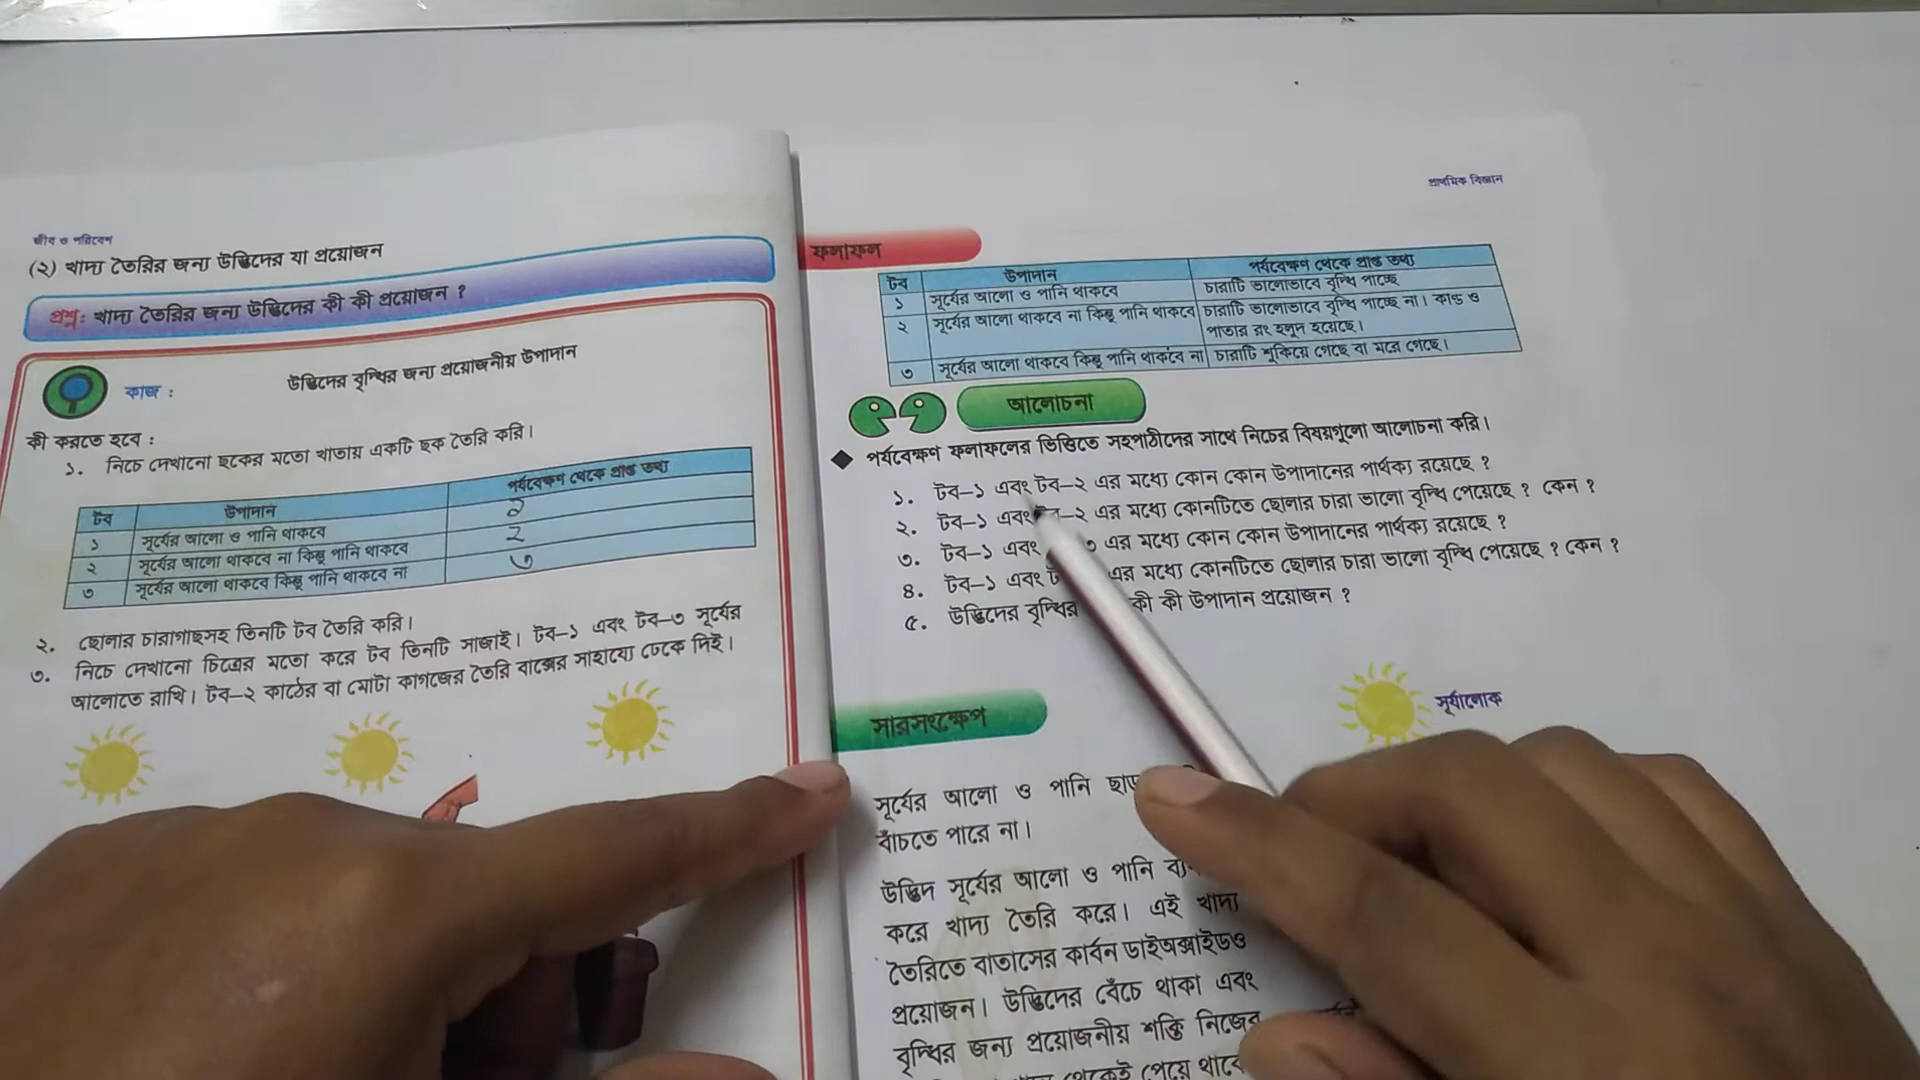 জীব ও পরিবেশ
(২) খাদ্য তৈরির জন্য উদ্ভিদের যা প্রয়োজন
প্রশ্ন: খাদ্য তৈরির জন্য উদ্ভিদের কী কী প্রয়োজন ?
কাজ :
উদ্ভিদের বৃদ্ধির জন্য প্রয়োজনীয় উপাদান
কী করতে হবে :
১. নিচে দেখানো ছকের মতো খাতায় একটি ছক তৈরি করি।
টব উপাদান পর্যবেক্ষণ থেকে প্রাপ্ত তথ্য
১ সূর্যের আলো ও পানি থাকবে
২ সূর্যের আলো থাকবে না কিন্তু পানি থাকবে ২
৩ সূর্যের আলো থাকবে কিন্তু পানি থাকবে না ৩
২. ছোলার চারাগাছসহ তিনটি টব তৈরি করি।
৩. নিচে দেখানো চিত্রের মতো করে টব তিনটি সাজাই। টব–১ এবং টব–৩ সূর্যের
আলোতে রাখি। টব–২ কাঠের বা মোটা কাগজের তৈরি বাক্সের সাহায্যে ঢেকে দিই।
প্রাথমিক বিজ্ঞান
ফলাফল
টব উপাদান পর্যবেক্ষণ থেকে প্রাপ্ত তথ্য
১ সূর্যের আলো ও পানি থাকবে চারাটি ভালোভাবে বৃদ্ধি পাচ্ছে
২ সূর্যের আলো থাকবে না কিন্তু পানি থাকবে চারাটি ভালোভাবে বৃদ্ধি পাচ্ছে না। কাণ্ড ও
পাতার রং হলুদ হয়েছে।
৩ সূর্যের আলো থাকবে কিন্তু পানি থাকবে না চারাটি শুকিয়ে গেছে বা মরে গেছে।
আলোচনা
পর্যবেক্ষণ ফলাফলের ভিত্তিতে সহপাঠীদের সাথে নিচের বিষয়গুলো আলোচনা করি।
১. টব–১ এবং টব–২ এর মধ্যে কোন কোন উপাদানের পার্থক্য রয়েছে ?
২. টব–১ এবং টব–২ এর মধ্যে কোনটিতে ছোলার চারা ভালো বৃদ্ধি পেয়েছে ? কেন ?
৩. টব–১ এবং ৩ এর মধ্যে কোন কোন উপাদানের পার্থক্য রয়েছে ?
৪. টব–১ এবং এর মধ্যে কোনটিতে ছোলার চারা ভালো বৃদ্ধি পেয়েছে ? কেন ?
৫. উদ্ভিদের বৃদ্ধির কী কী উপাদান প্রয়োজন ?
সারসংক্ষেপ
সূর্যালোক
সূর্যের আলো ও পানি
বাঁচতে পারে না।
উদ্ভিদ সূর্যের আলো ও পানি
করে খাদ্য তৈরি করে। এই খাদ্য
তৈরিতে বাতাসের কার্বন ডাইঅক্সাইডও
প্রয়োজন। উদ্ভিদের বেঁচে থাকা এবং
বৃদ্ধির জন্য প্রয়োজনীয় শক্তি নিজের
থেকেই পেয়ে থাকে